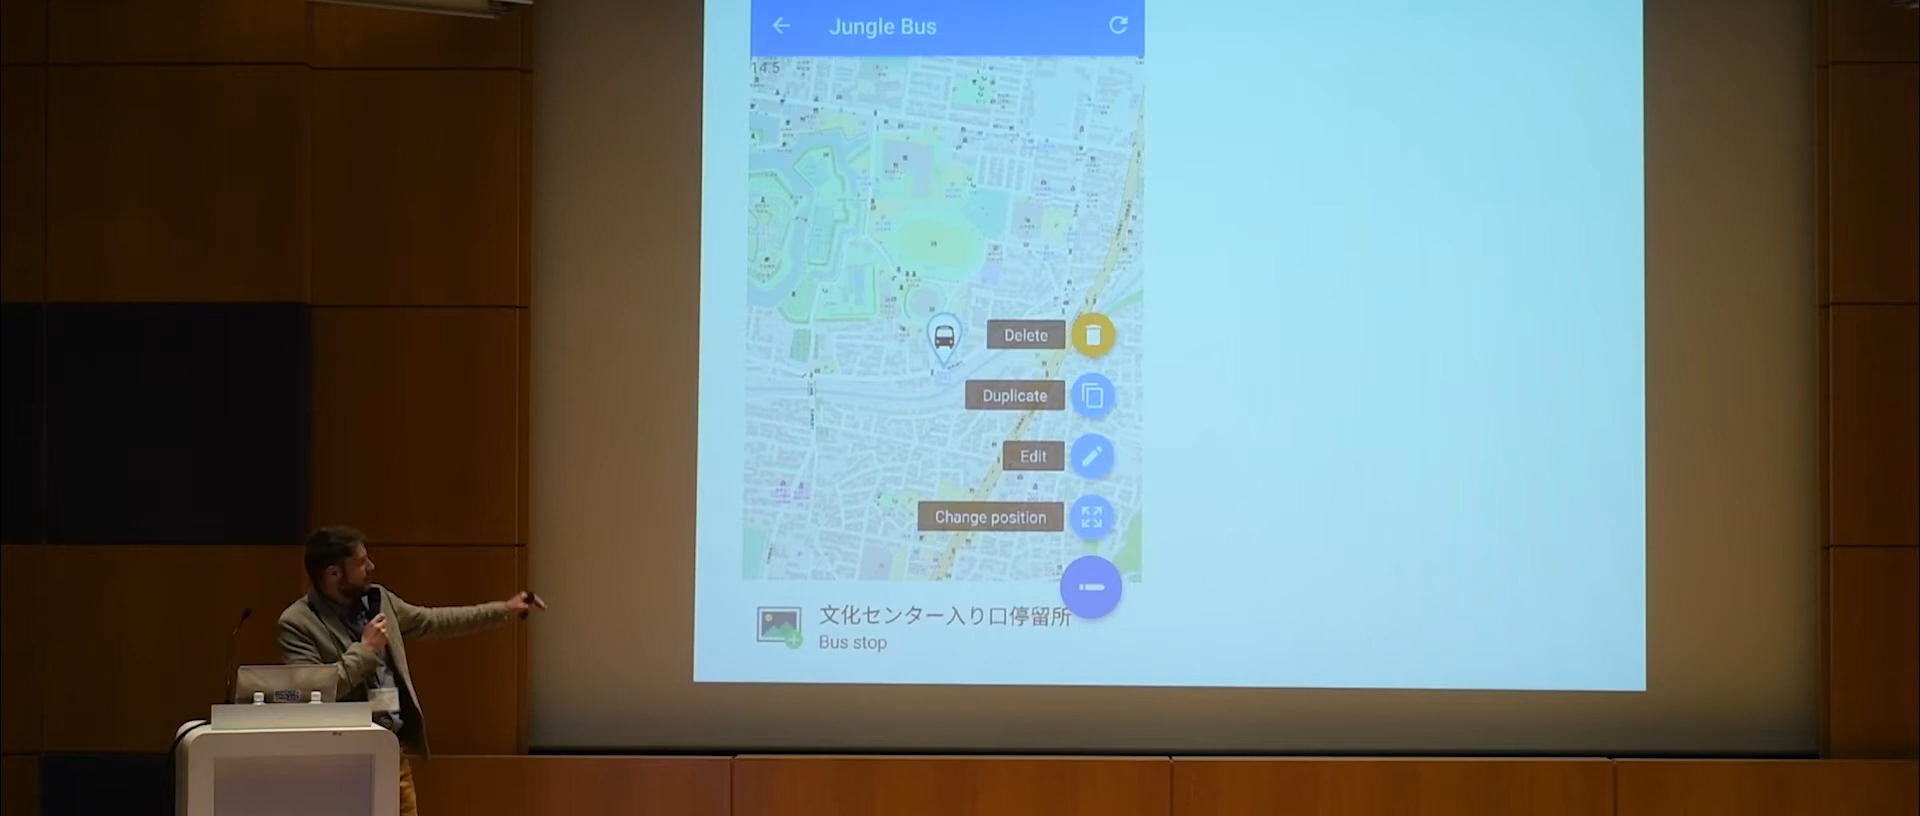 Jungle Bus
14.5
Delete
Duplicate
Edit
Change position
文化センター入り口停留所
Bus stop